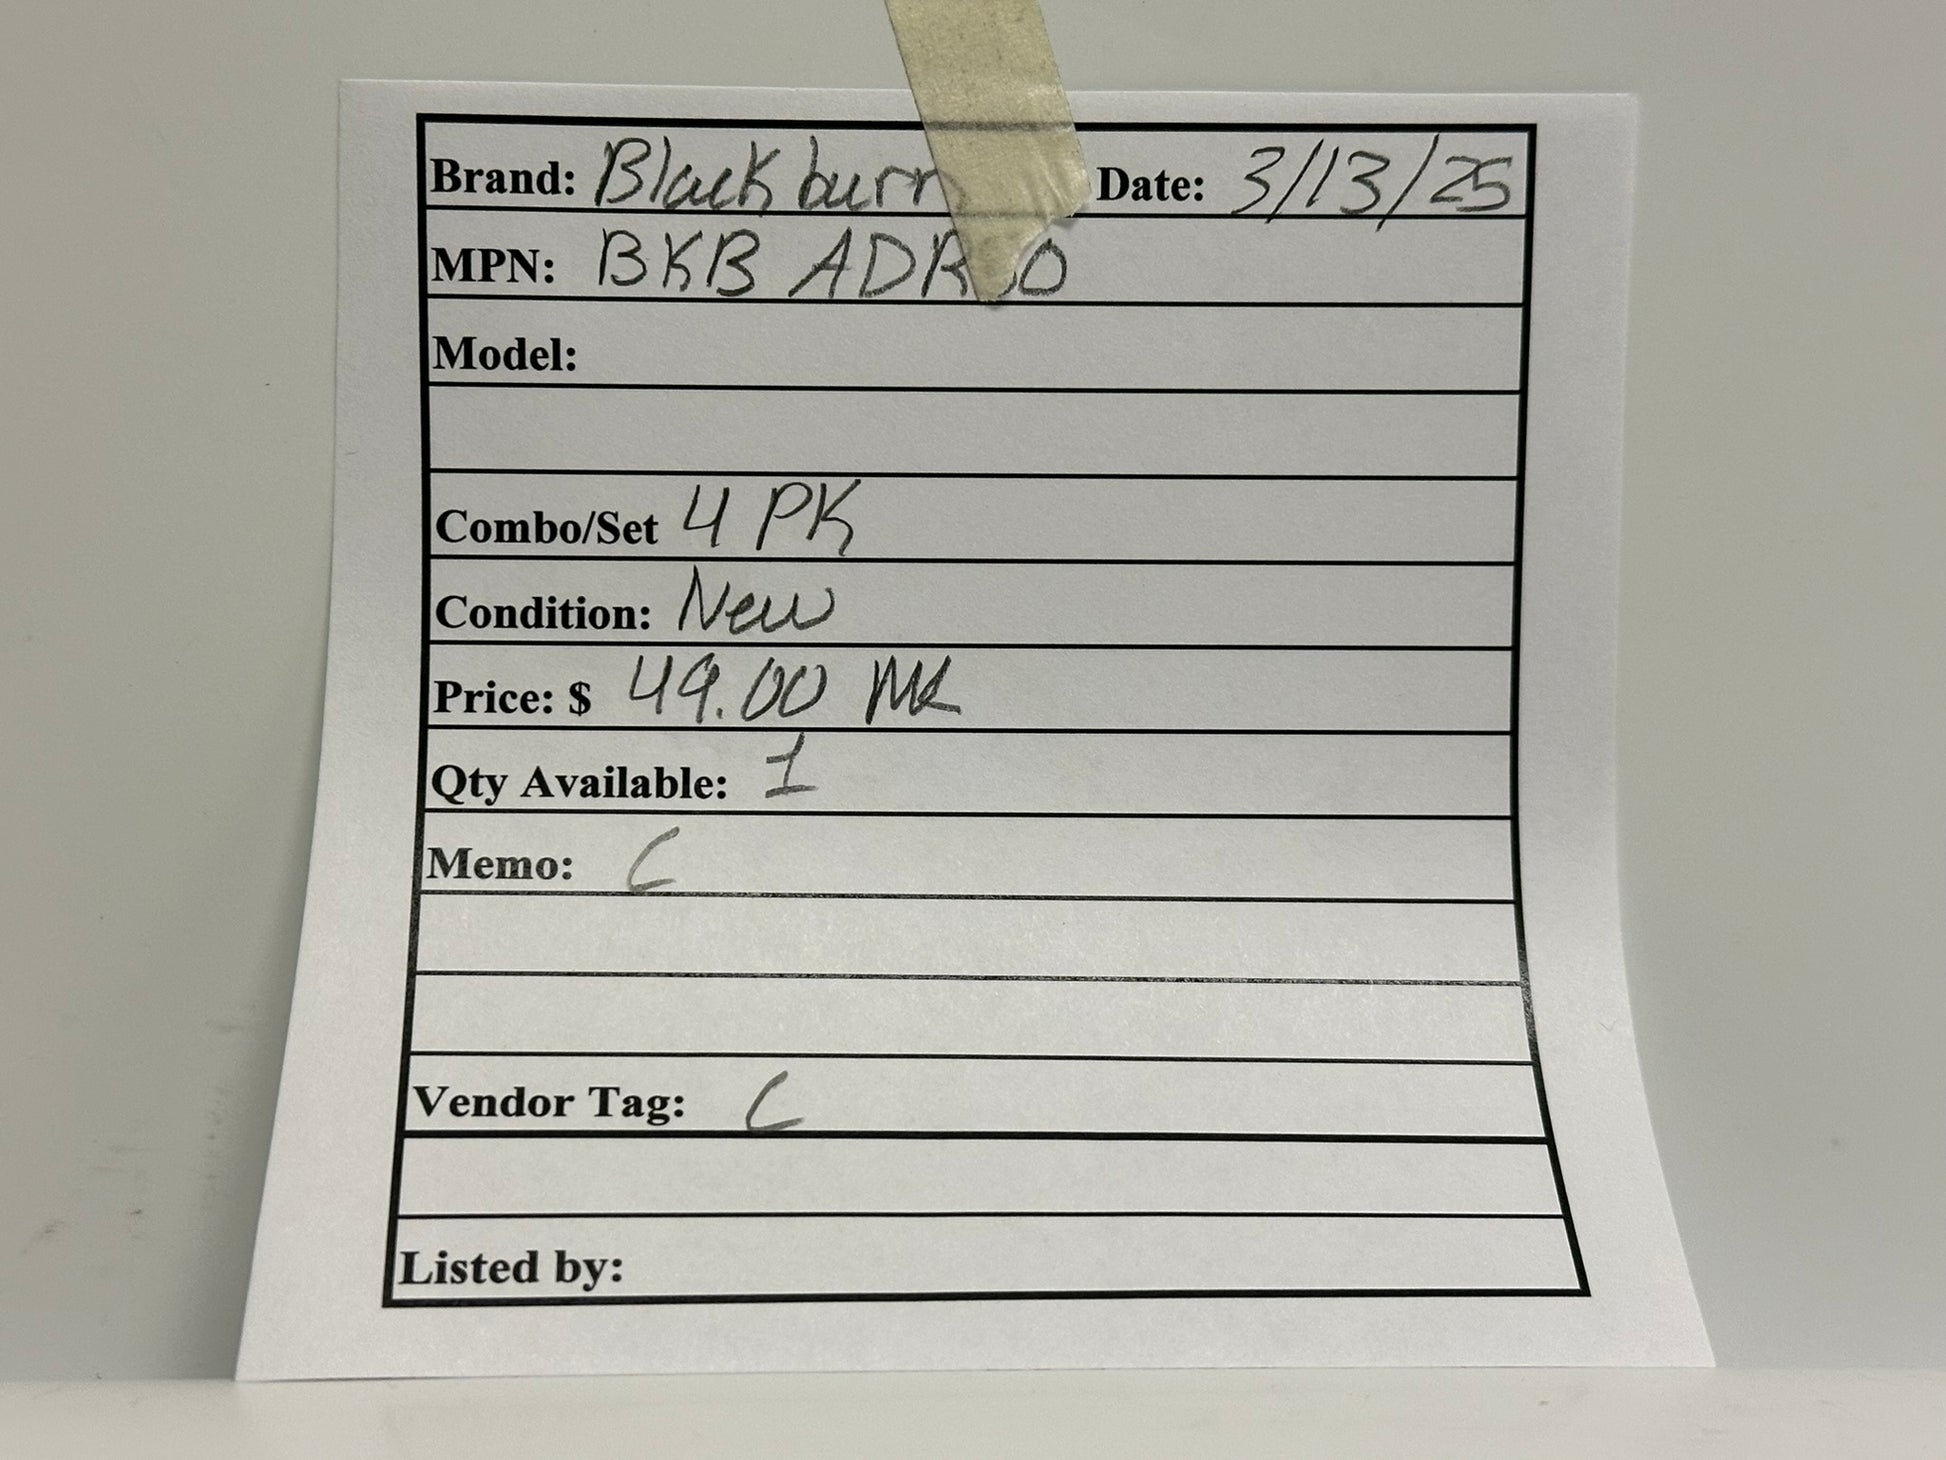 Brand: Blackburn Date: 3/13/25
MPN: BKB
Model:
Combo/Set 4 PK
Condition: New
Price: $ 49.00 MK
Qty Available: 1
Memo: C
Vendor Tag: C
Listed by: